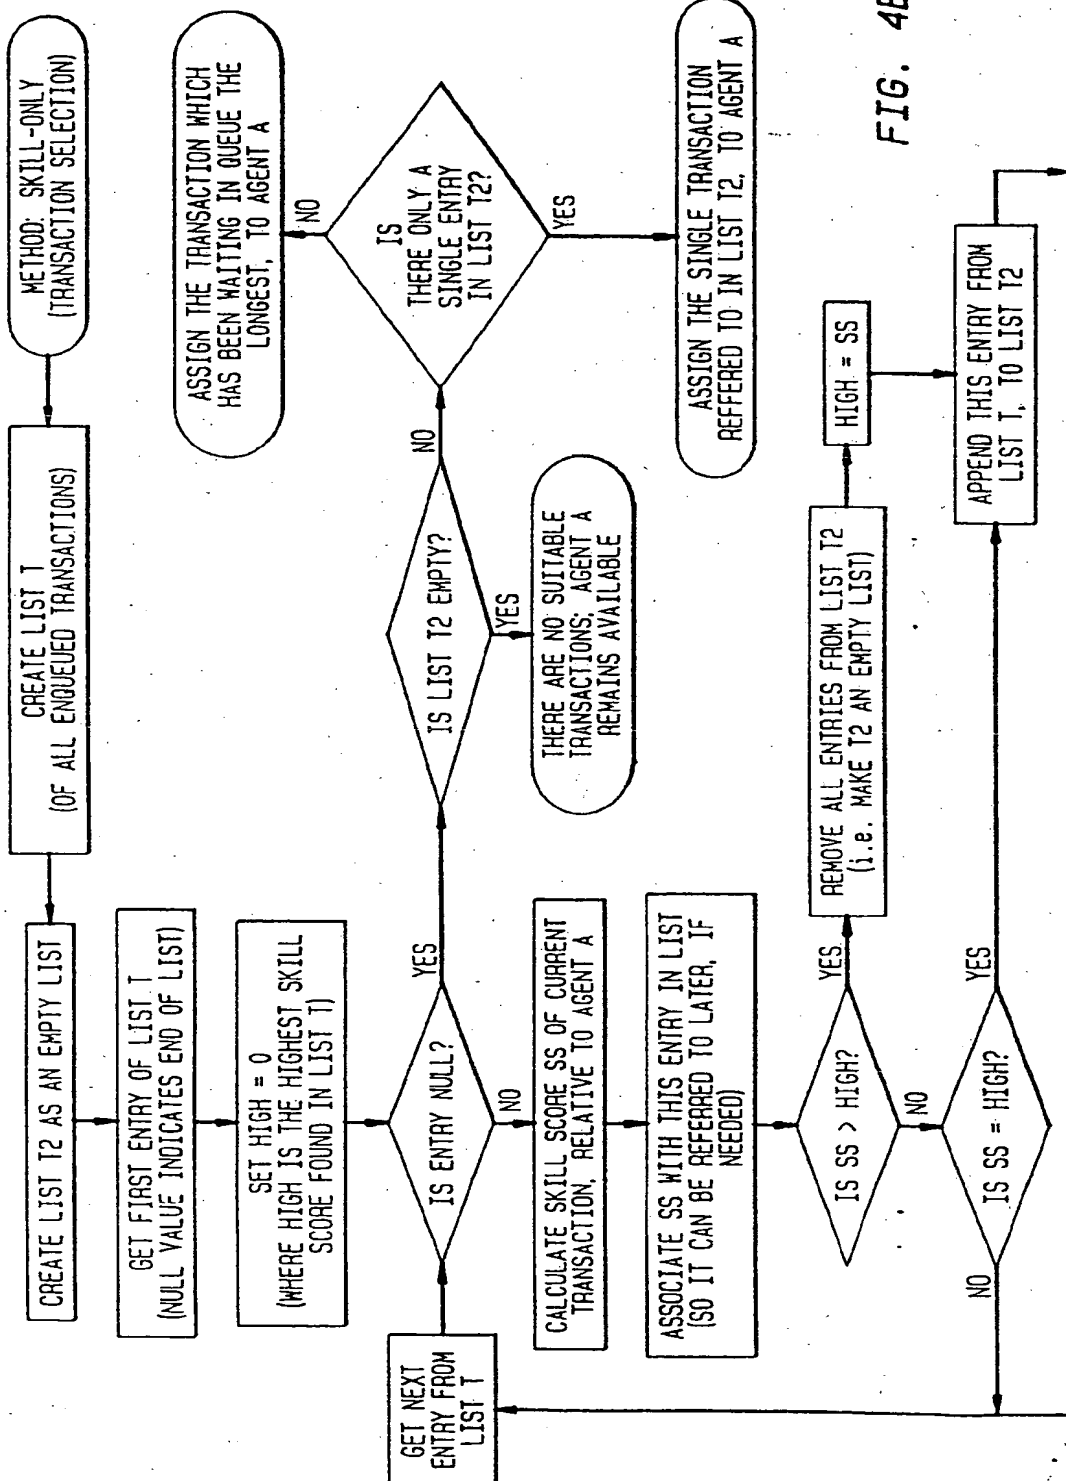 METHOD: SKILL-ONLY
(TRANSACTION SELECTION)
CREATE LIST T
(OF ALL ENQUEUED TRANSACTIONS)
CREATE LIST T2 AS AN EMPTY LIST
GET FIRST ENTRY OF LIST T
(NULL VALUE INDICATES END OF LIST)
SET HIGH = 0
(WHERE HIGH IS THE HIGHEST SKILL
SCORE FOUND IN LIST T)
GET NEXT
ENTRY FROM
LIST T
IS ENTRY NULL?
YES
NO
IS LIST T2 EMPTY?
NO
YES
THERE ARE NO SUITABLE
TRANSACTIONS; AGENT A
REMAINS AVAILABLE
IS
THERE ONLY A
SINGLE ENTRY
IN LIST T2?
NO
YES
ASSIGN THE TRANSACTION WHICH
HAS BEEN WAITING IN QUEUE THE
LONGEST, TO AGENT A
ASSIGN THE SINGLE TRANSACTION
REFFERED TO IN LIST T2, TO AGENT A
CALCULATE SKILL SCORE SS OF CURRENT
TRANSACTION, RELATIVE TO AGENT A
ASSOCIATE SS WITH THIS ENTRY IN LIST
(SO IT CAN BE REFERRED TO LATER, IF
NEEDED)
IS SS > HIGH?
YES
NO
REMOVE ALL ENTRIES FROM LIST T2
(i.e. MAKE T2 AN EMPTY LIST)
HIGH = SS
IS SS = HIGH?
YES
NO
APPEND THIS ENTRY FROM
LIST T, TO LIST T2
FIG. 4B